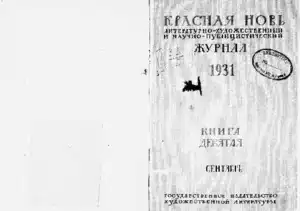 КРАСНАЯ НОВЬ
ЛИТЕРАТУРНО-ХУДОЖЕСТВЕННЫЙ
И НАУЧНО-ПУБЛИЦИСТИЧЕСКИЙ
ЖУРНАЛ
1931
КНИГА
ДЕВЯТАЯ
СЕНТЯБРЬ
ГОСУДАРСТВЕННОЕ ИЗДАТЕЛЬСТВО
ХУДОЖЕСТВЕННОЙ ЛИТЕРАТУРЫ